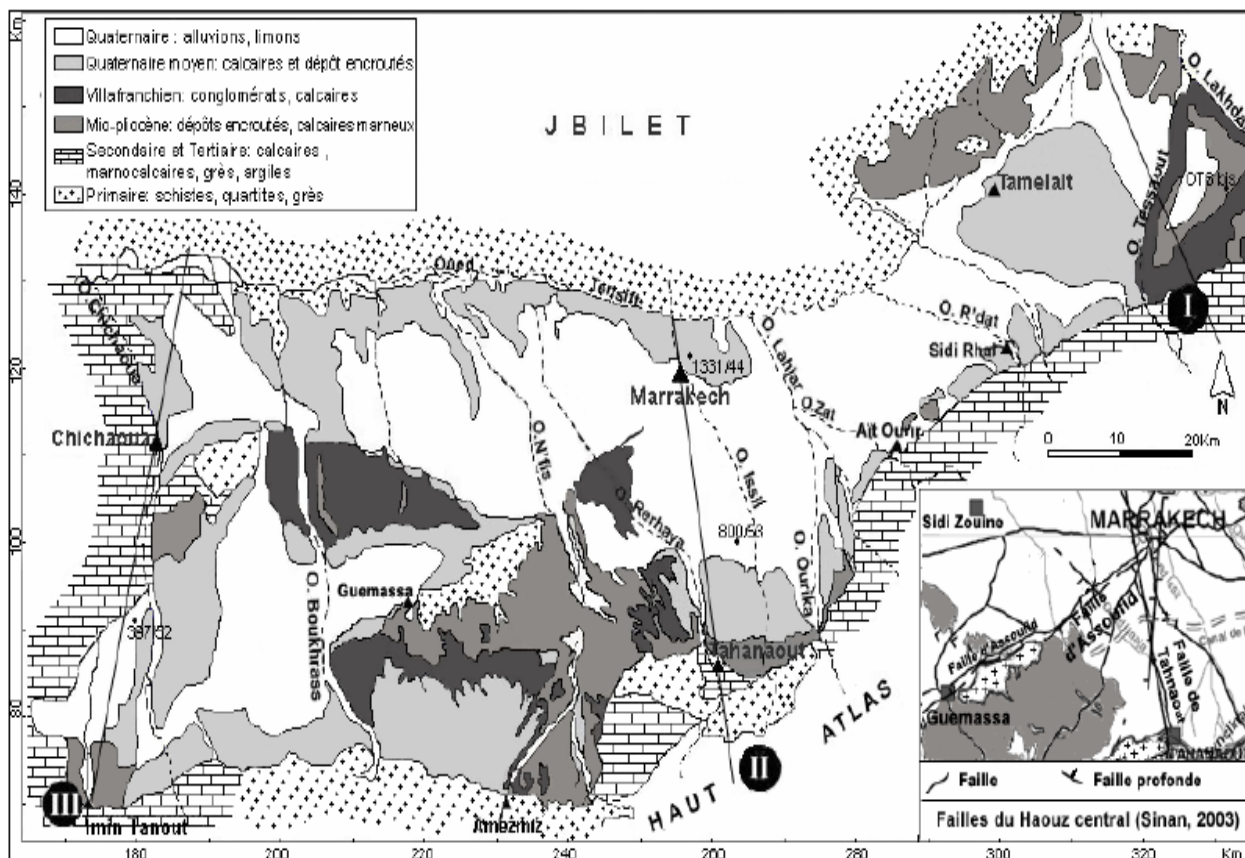 Km
Quaternaire : alluvions, limons
Quaternaire moyen: calcaires et dépôt encroutés
Villafranchien: conglomérats, calcaires
Mio-pliocène: dépôts encroutés, calcaires marneux
Secondaire et Tertiaire: calcaires ,
marnocalcaires, grès, argiles
Primaire: schistes, quartites, grès
JBILET
O. Lakhdar
Tamelalt
O. Tessaout
140
Oued
Tensift
O. Chichaoua
I
O. R'dat
Sidi Rhal
N
O. Lahjar
1331/44
Marrakech
120
O. Zat
Aït Ourir
0 10 20Km
Chichaoua
O. N'fis
O. Issil
O. Rerhaya
800/53
O. Ourika
100
Guemassa
O. Boukhrass
Tahanaout
80
HAUT ATLAS
II
III
Imin Tanout
Amezmiz
Sidi Zouine
MARRAKECH
Faille d'Assoufid
Faille
d'Assoufid
Faille de
Tahnaout
Guemassa
Faille
Faille profonde
Failles du Haouz central (Sinan, 2003)
180 200 220 240 260 280 300 320 Km